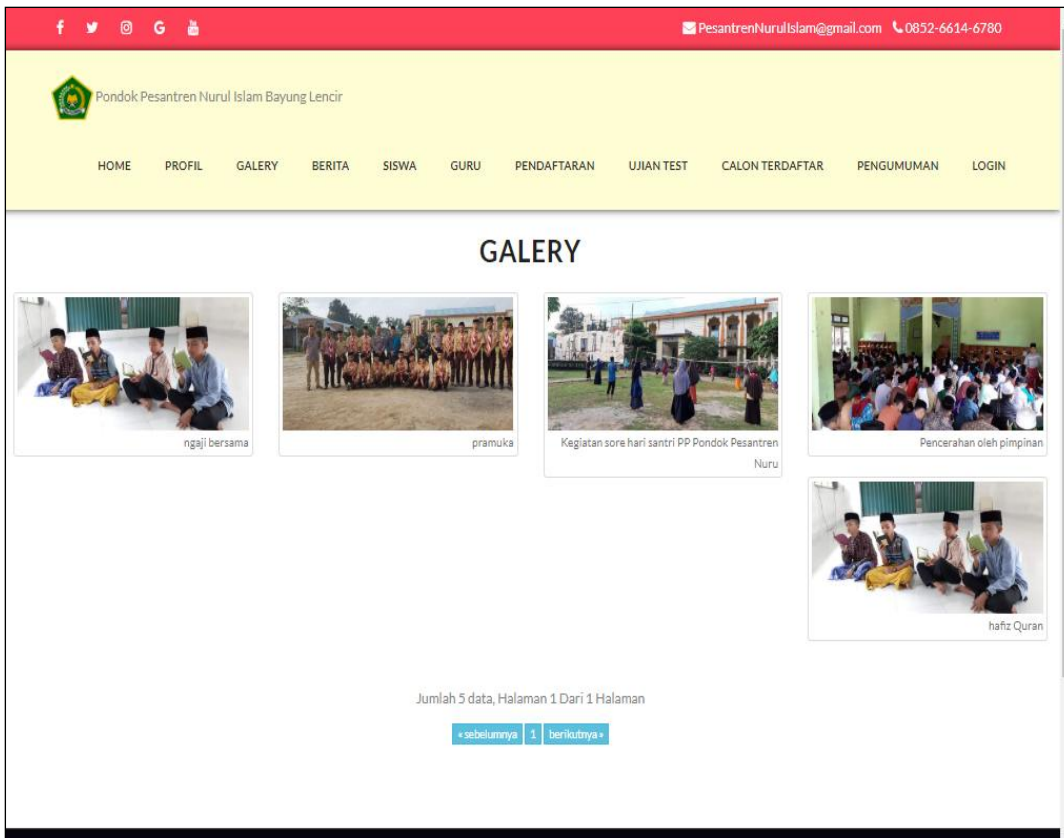 PesantrenNurulIslam@gmail.com 0852-6614-6780
Pondok Pesantren Nurul Islam Bayung Lencir
HOME PROFIL GALERY BERITA SISWA GURU PENDAFTARAN UJIAN TEST CALON TERDAFTAR PENGUMUMAN LOGIN
GALERY
ngaji bersama
pramuka
Kegiatan sore hari santri PP Pondok Pesantren
Nuru
Pencerahan oleh pimpinan
hafiz Quran
Jumlah 5 data, Halaman 1 Dari 1 Halaman
« sebelumnya 1 berikutnya »